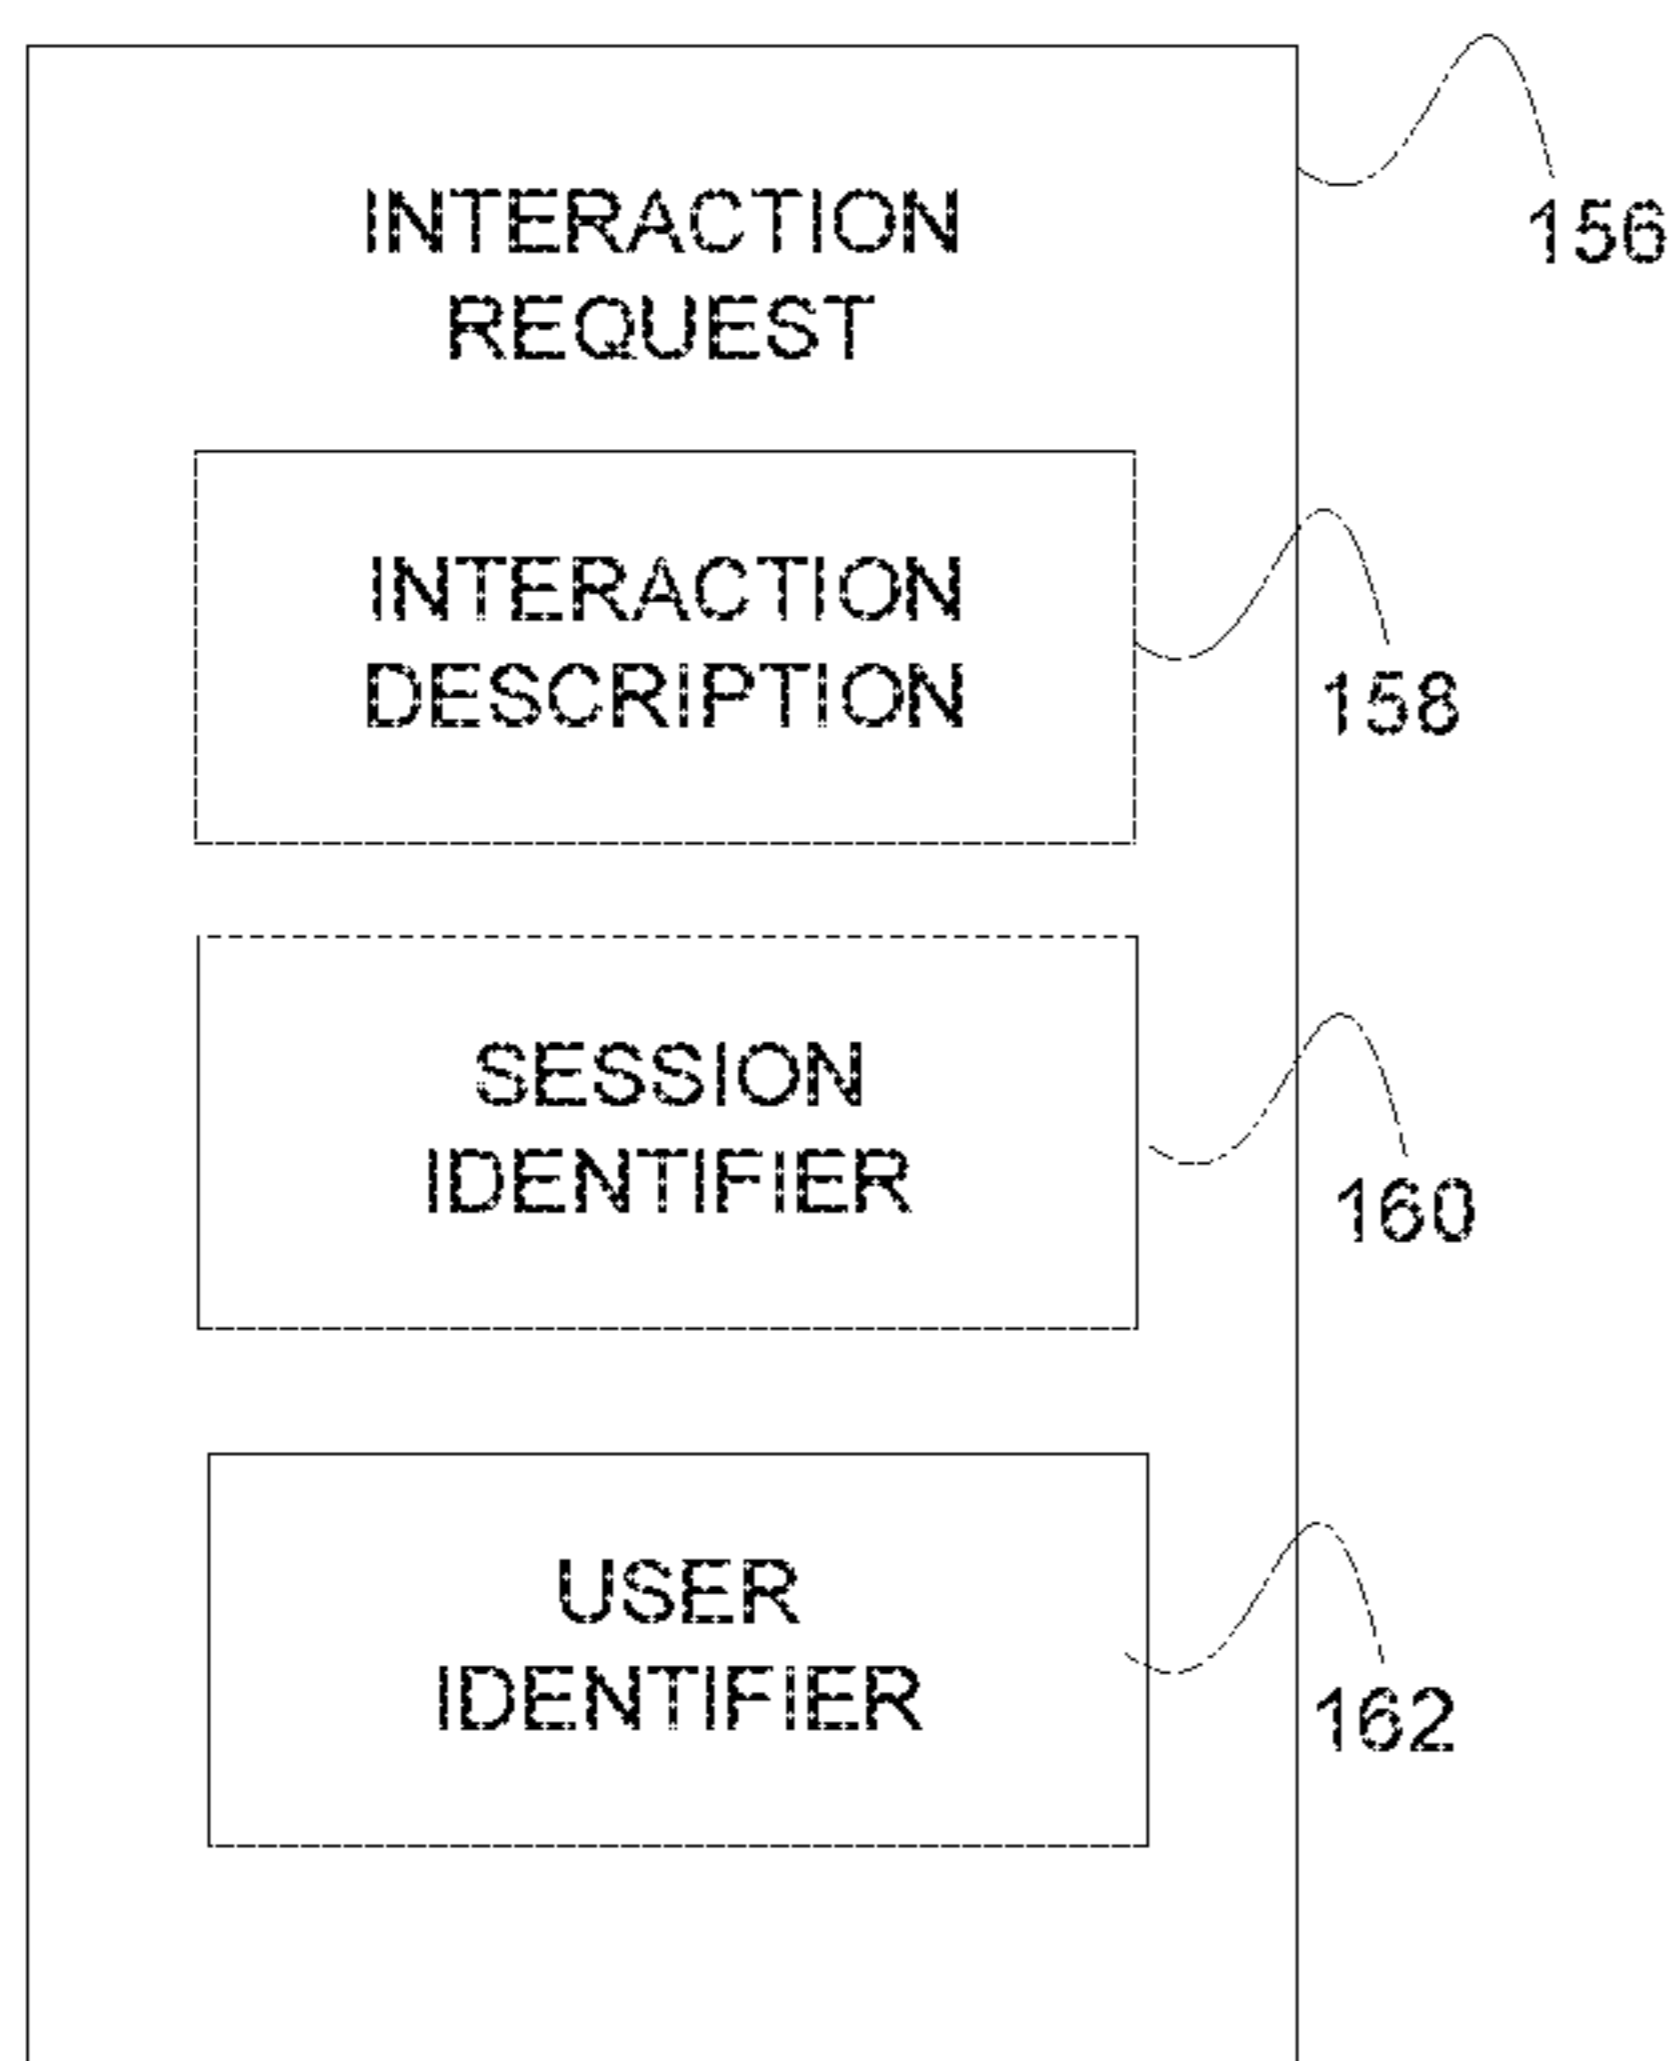 INTERACTION
REQUEST
156
INTERACTION
DESCRIPTION
158
SESSION
IDENTIFIER
160
USER
IDENTIFIER
162